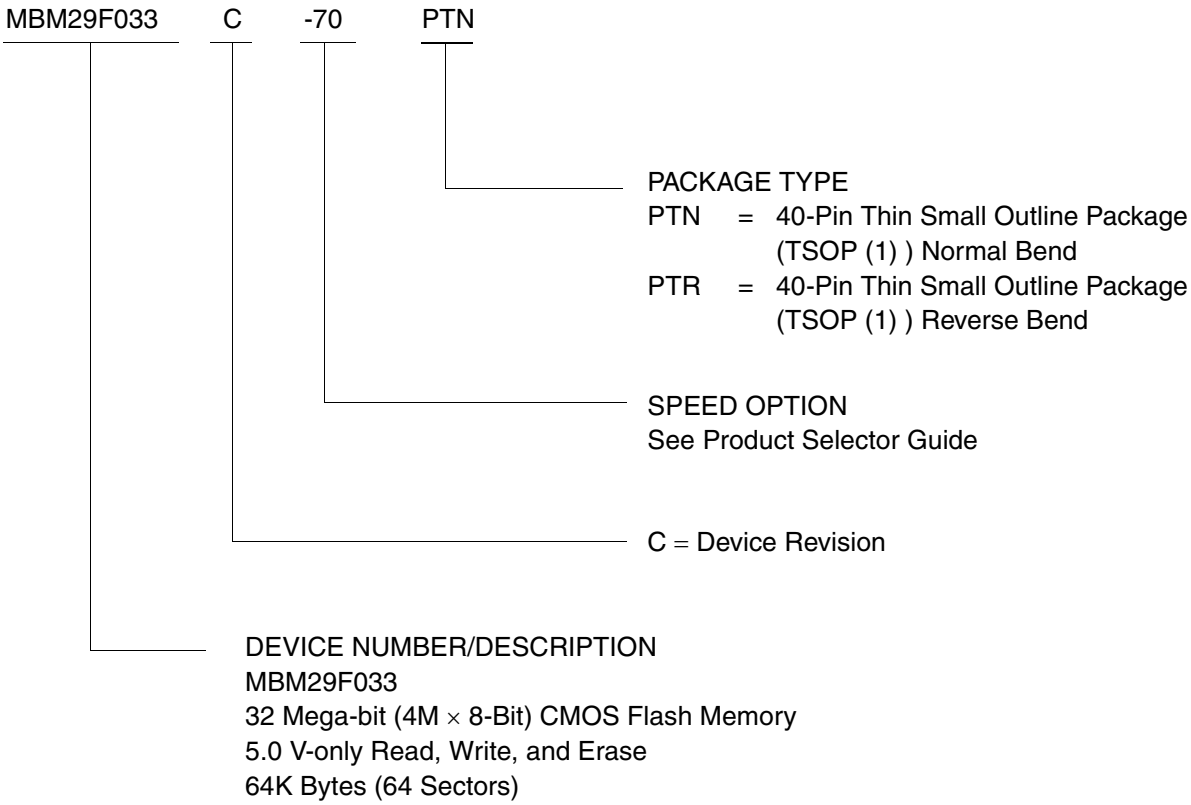 MBM29F033 C -70 PTN
PACKAGE TYPE
PTN = 40-Pin Thin Small Outline Package
(TSOP (1) ) Normal Bend
PTR = 40-Pin Thin Small Outline Package
(TSOP (1) ) Reverse Bend
SPEED OPTION
See Product Selector Guide
C = Device Revision
DEVICE NUMBER/DESCRIPTION
MBM29F033
32 Mega-bit (4M × 8-Bit) CMOS Flash Memory
5.0 V-only Read, Write, and Erase
64K Bytes (64 Sectors)